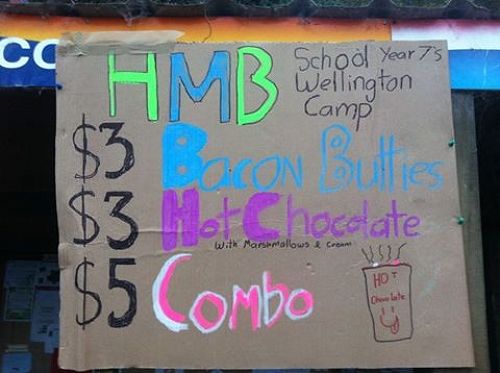 CO
HMB School Year 7's
Wellington
Camp
$3 Bacon Butties
$3 Hot Chocolate
With Marshmallows & Cream
$5 Combo
HOT
Chocolate